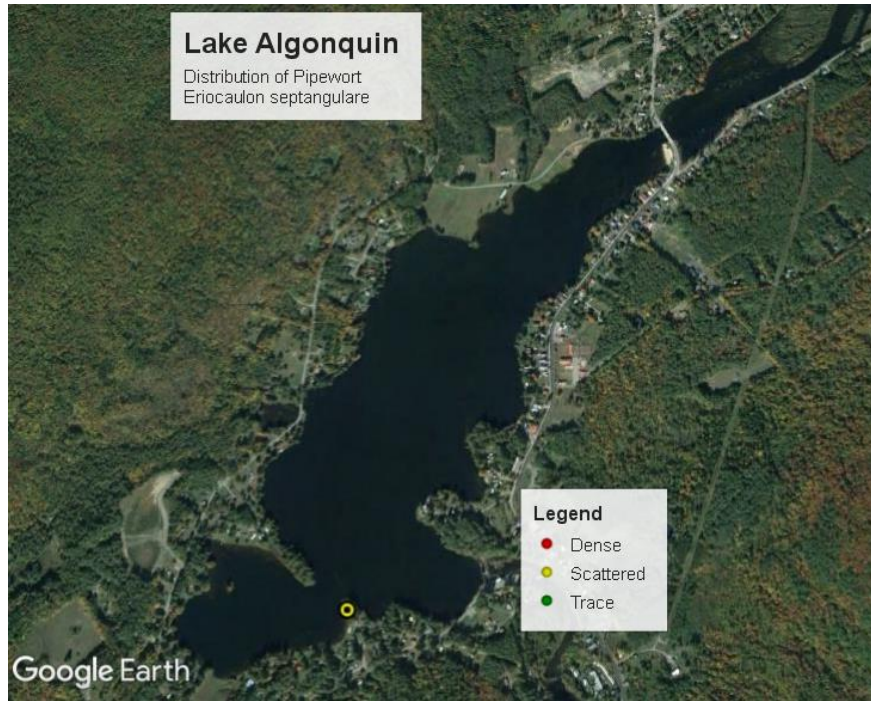 Lake Algonquin
Distribution of Pipewort
Eriocaulon septangulare
Legend
Dense
Scattered
Trace
Google Earth